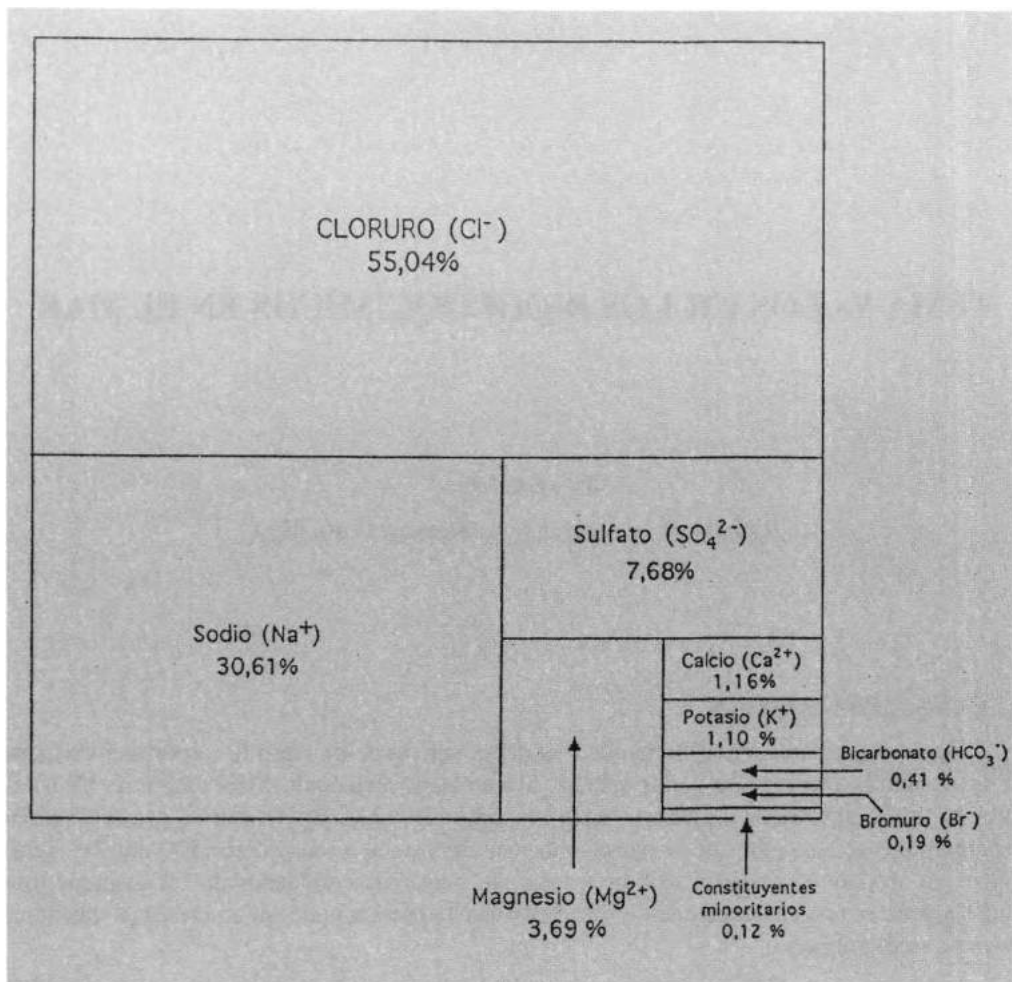 CLORURO (Cl⁻)
55,04%
Sodio (Na⁺)
30,61%
Sulfato (SO₄²⁻)
7,68%
Calcio (Ca²⁺)
1,16%
Potasio (K⁺)
1,10 %
Bicarbonato (HCO₃⁻)
0,41 %
Bromuro (Br⁻)
0,19 %
Magnesio (Mg²⁺)
3,69 %
Constituyentes
minoritarios
0,12 %